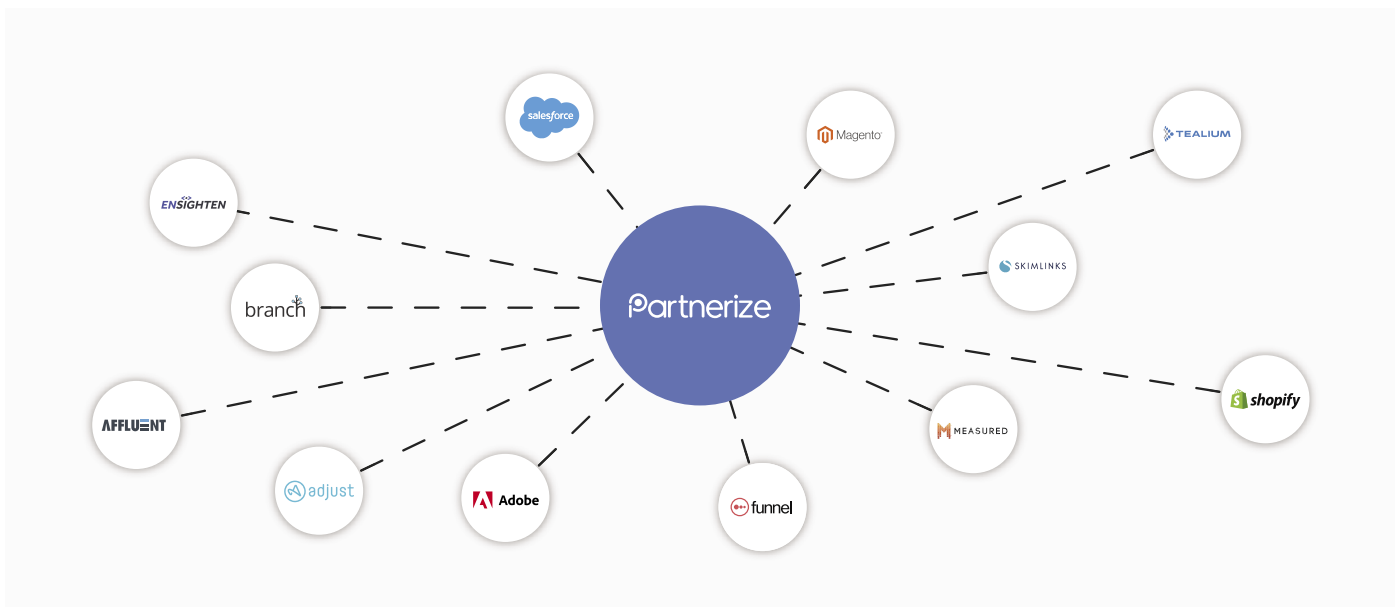 salesforce
Magento
TEALIUM
ENSIGHTEN
SKIMLINKS
branch
Partnerize
AFFLUENT
shopify
MEASURED
adjust
Adobe
funnel